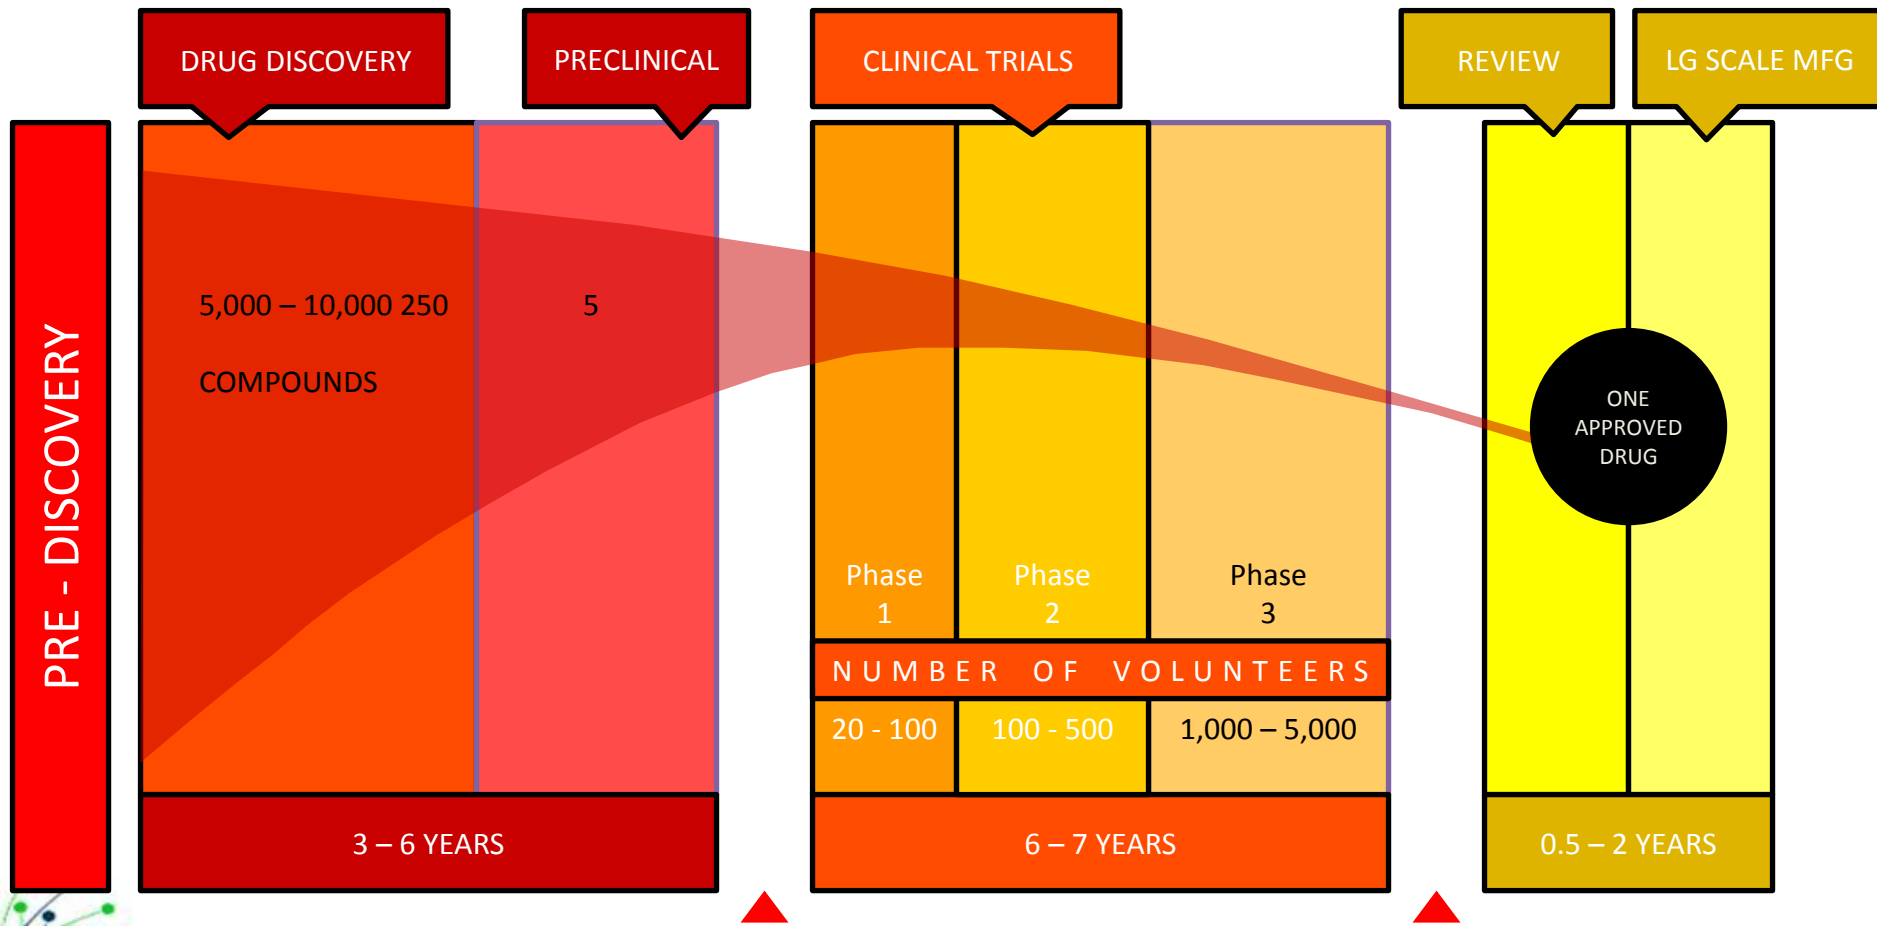 DRUG DISCOVERY
PRECLINICAL
CLINICAL TRIALS
REVIEW
LG SCALE MFG
PRE - DISCOVERY
5,000 – 10,000 250
5
COMPOUNDS
ONE
APPROVED
DRUG
Phase
1
Phase
2
Phase
3
NUMBER OF VOLUNTEERS
20 - 100
100 - 500
1,000 – 5,000
3 – 6 YEARS
6 – 7 YEARS
0.5 – 2 YEARS